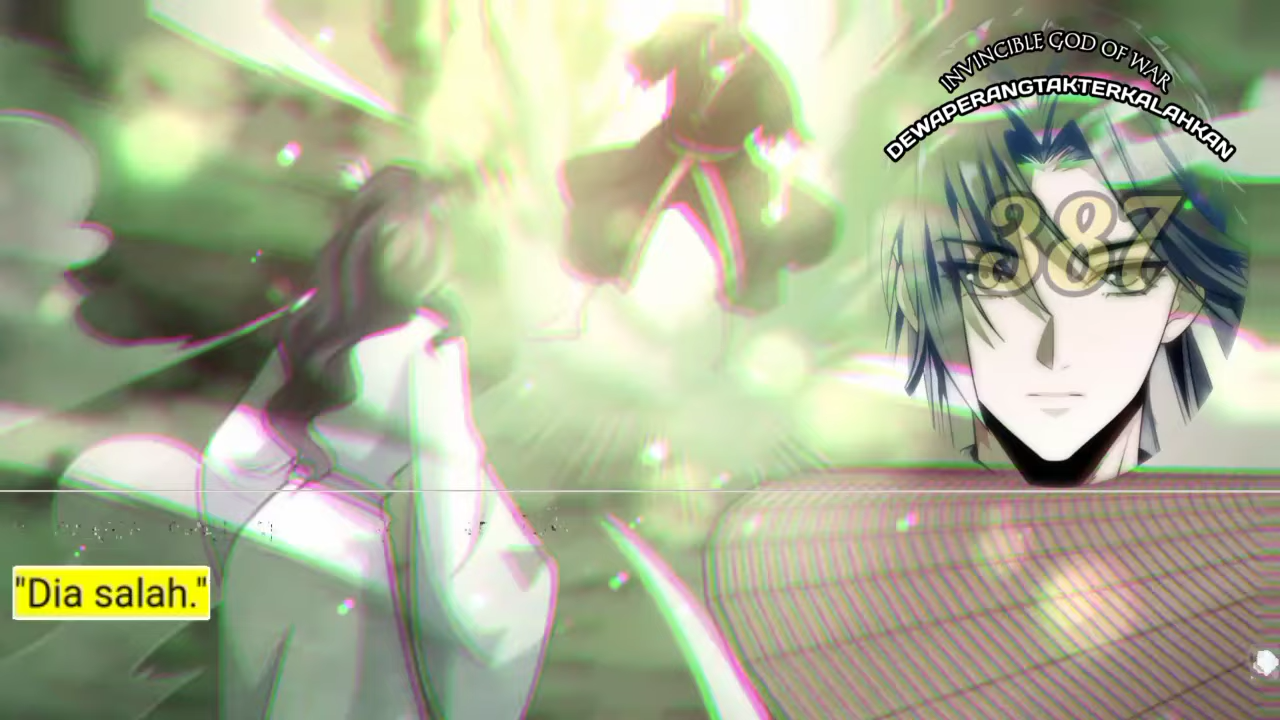 INVINCIBLE GOD OF WAR
DEWAPERANGTAKTERKALAHKAN
387
"Dia salah."